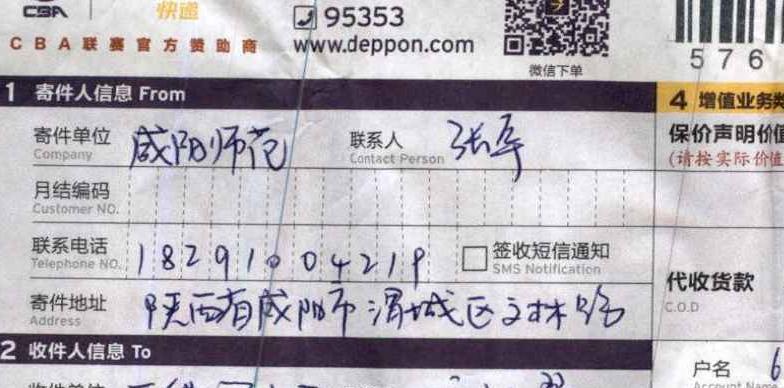 CBA 快递
CBA联赛官方赞助商
95353
www.deppon.com
微信下单
576
1 寄件人信息 From
4 增值业务类
寄件单位 咸阳师范 联系人 张军
Company Contact Person
保价声明价值
(请按实际价值
月结编码
Customer NO.
联系电话 18291004219 签收短信通知
Telephone NO. SMS Notification
代收货款
C.O.D
寄件地址 陕西省咸阳市渭城区文林路
Address
2 收件人信息 To
户名
Account Name